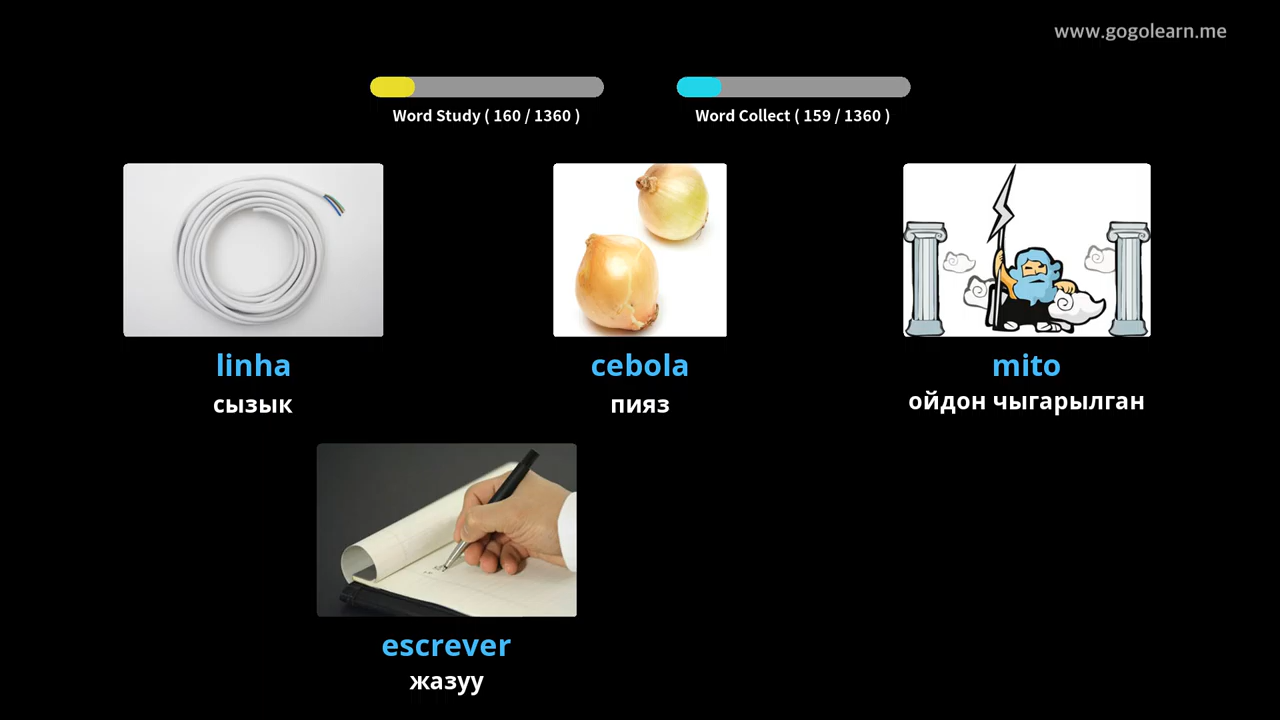 www.gogolearn.me
Word Study ( 160 / 1360 )
Word Collect ( 159 / 1360 )
linha
сызык
cebola
пияз
mito
ойдон чыгарылган
escrever
жазуу